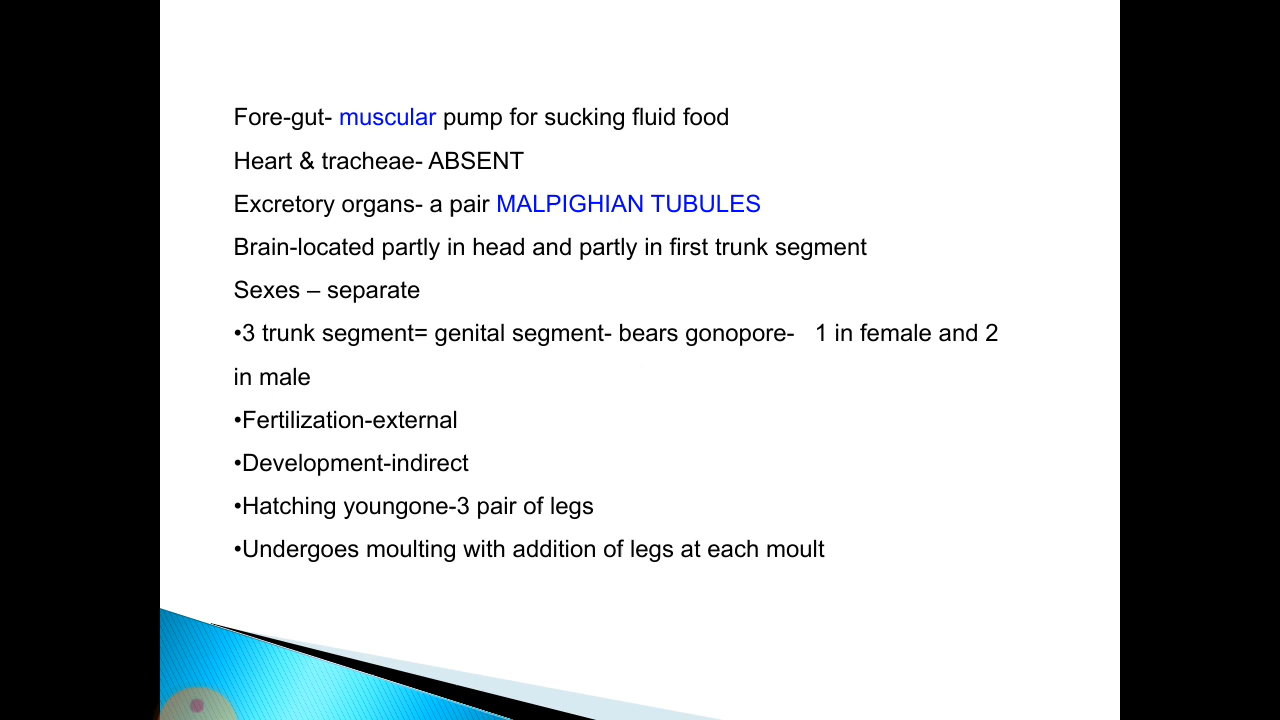 Fore-gut- muscular pump for sucking fluid food
Heart & tracheae- ABSENT
Excretory organs- a pair MALPIGHIAN TUBULES
Brain-located partly in head and partly in first trunk segment
Sexes – separate
•3 trunk segment= genital segment- bears gonopore-   1 in female and 2
in male
•Fertilization-external
•Development-indirect
•Hatching youngone-3 pair of legs
•Undergoes moulting with addition of legs at each moult